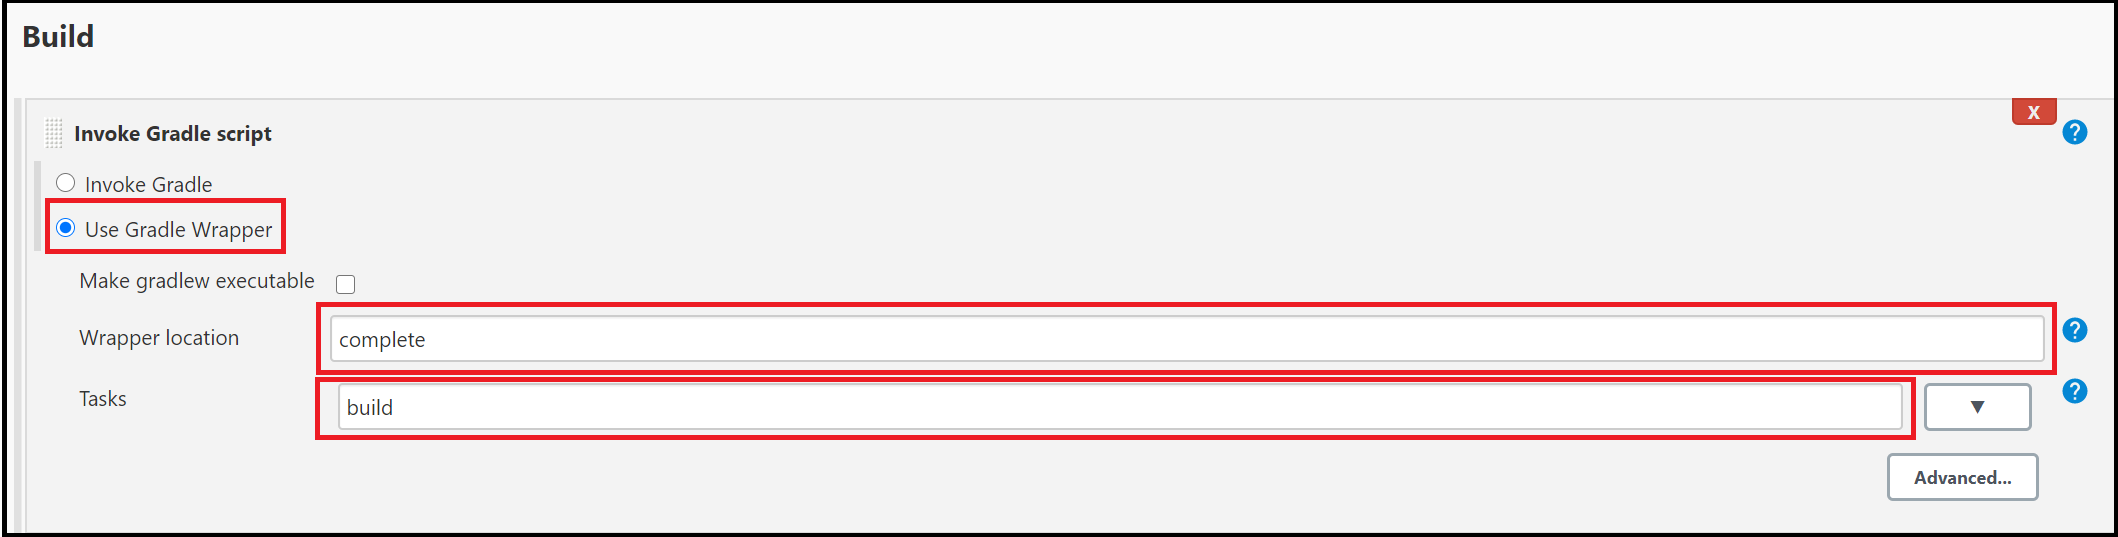 Build
X
Invoke Gradle script ?
Invoke Gradle
Use Gradle Wrapper
Make gradlew executable
Wrapper location complete ?
Tasks build ▼ ?
Advanced...